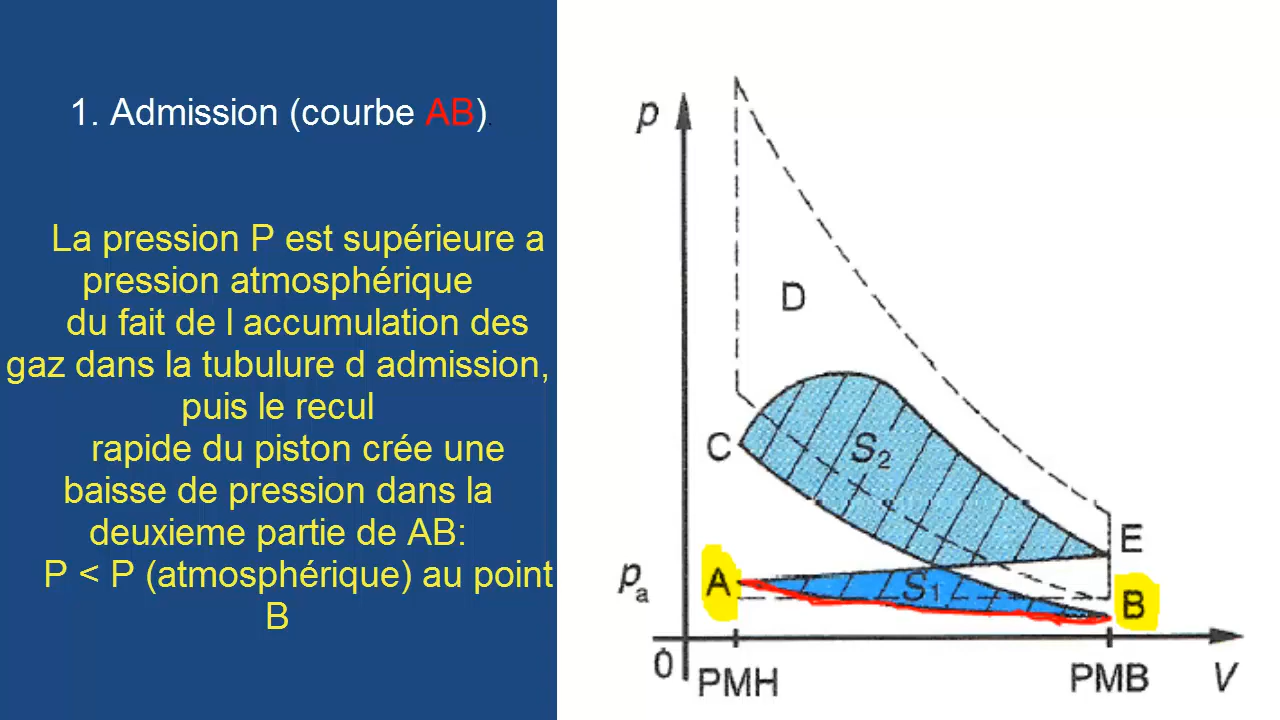 1. Admission (courbe AB).
La pression P est supérieure a
pression atmosphérique
du fait de l accumulation des
gaz dans la tubulure d admission,
puis le recul
rapide du piston crée une
baisse de pression dans la
deuxieme partie de AB:
P < P (atmosphérique) au point
B
p
D
C
S2
E
pa
A
S1
B
0
PMH
PMB
V